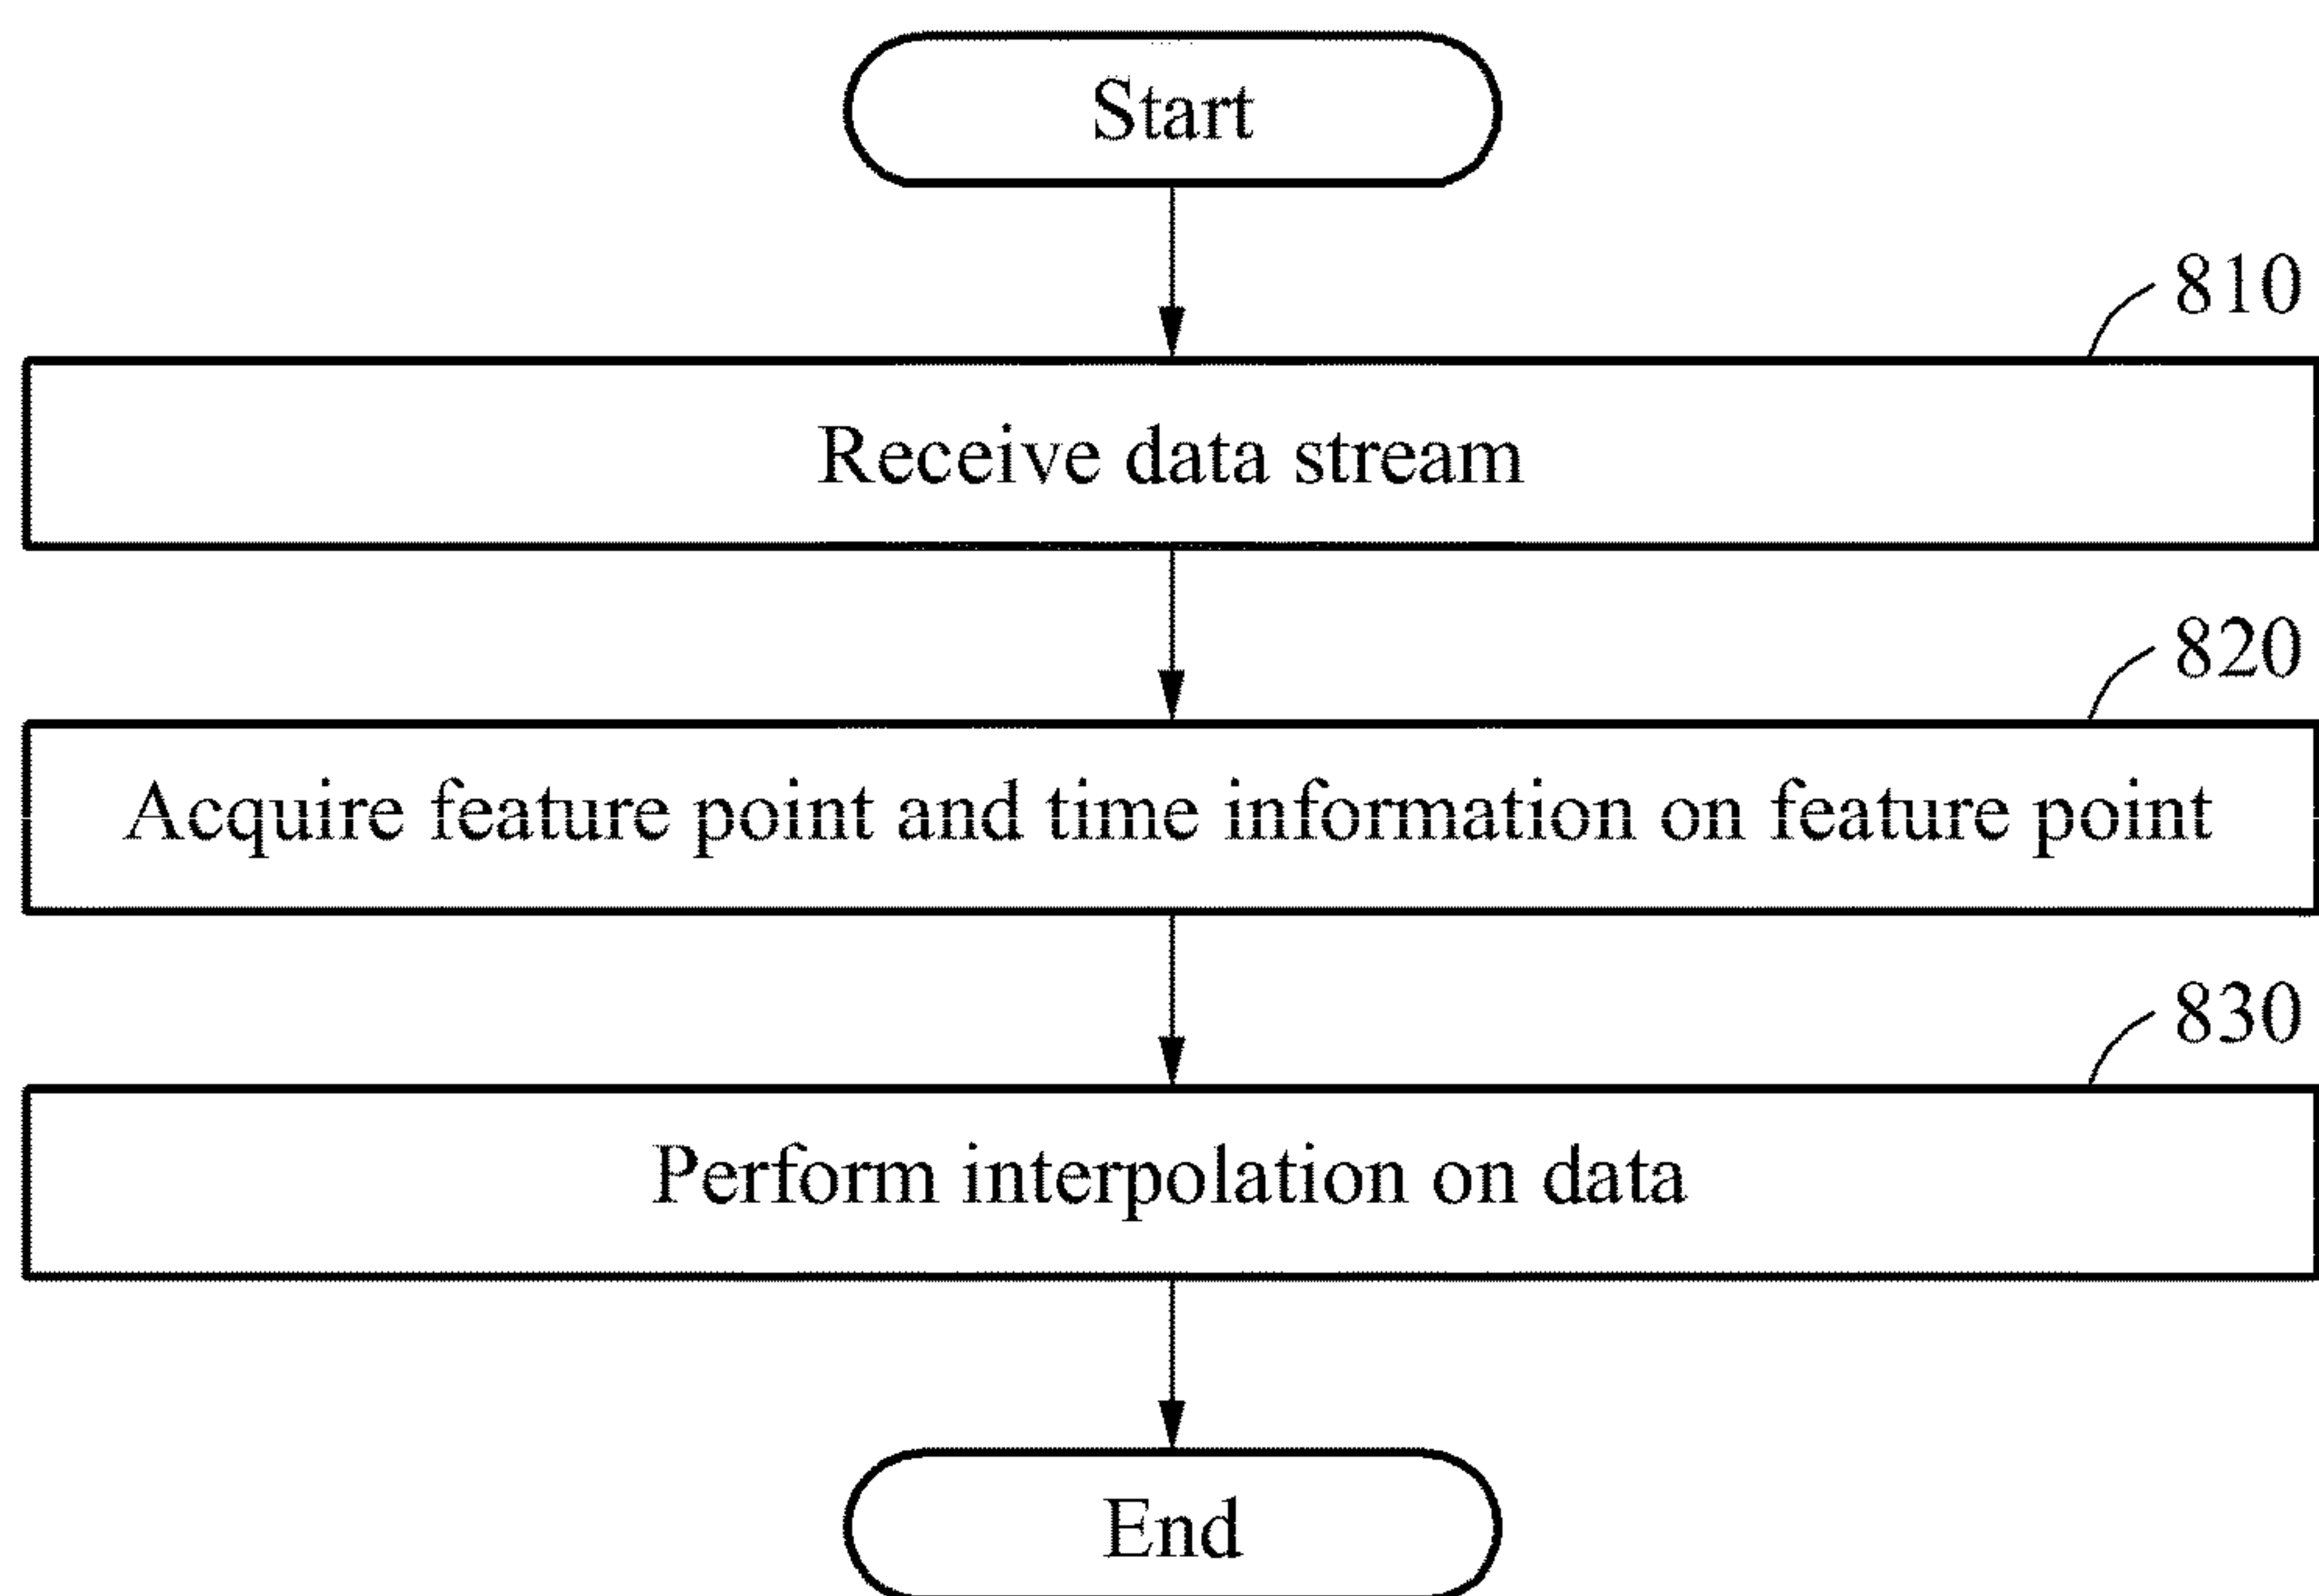 Start
810
Receive data stream
820
Acquire feature point and time information on feature point
830
Perform interpolation on data
End